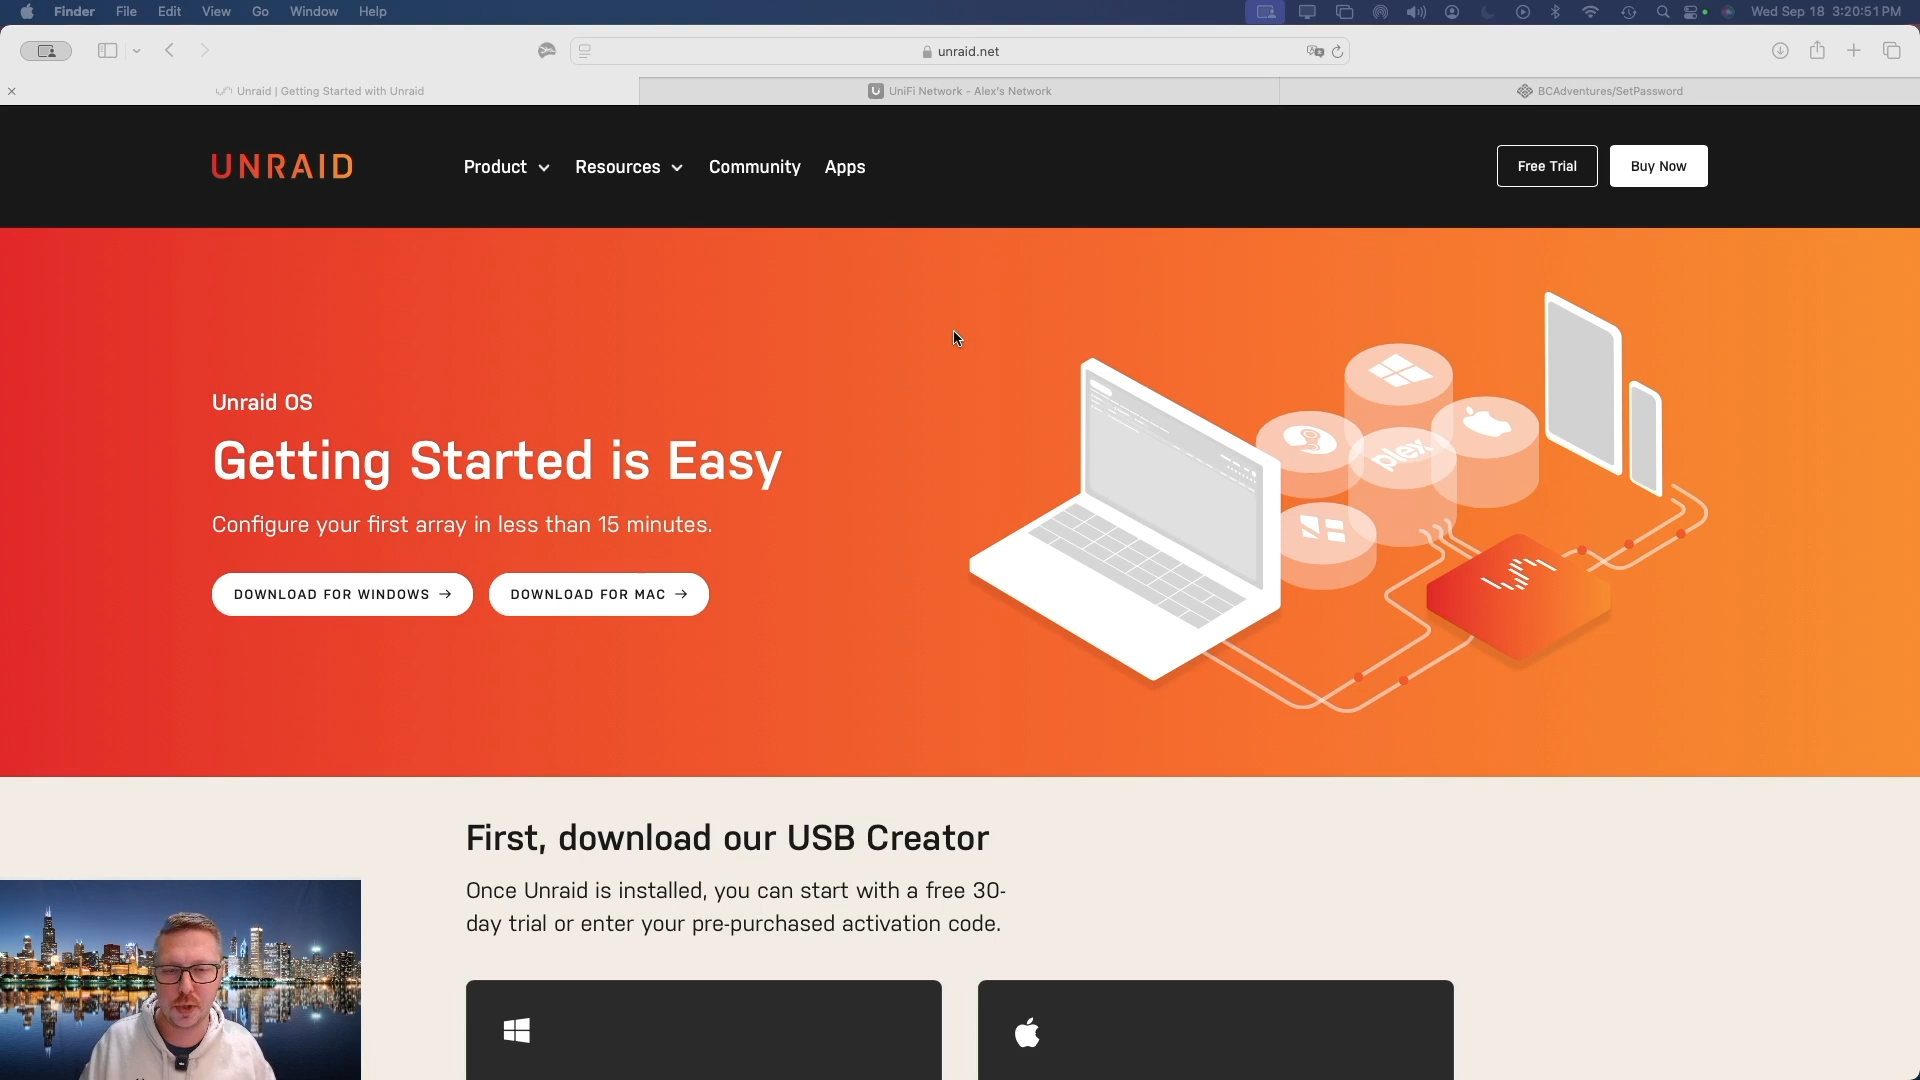 Finder File Edit View Go Window Help
Wed Sep 18 3:20:51 PM
unraid.net
Unraid | Getting Started with Unraid
UniFi Network - Alex's Network
BCAdventures/SetPassword
UNRAID
Product Resources Community Apps
Free Trial
Buy Now
Unraid OS
Getting Started is Easy
Configure your first array in less than 15 minutes.
DOWNLOAD FOR WINDOWS →
DOWNLOAD FOR MAC →
plex
First, download our USB Creator
Once Unraid is installed, you can start with a free 30-
day trial or enter your pre-purchased activation code.